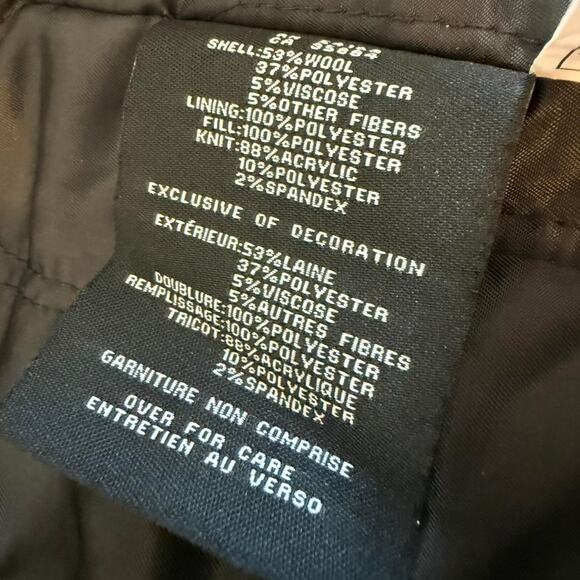 SHELL:53%WOOL
37%POLYESTER
5%VISCOSE
5%OTHER FIBERS
LINING:100%POLYESTER
FILL:100%POLYESTER
KNIT:88%ACRYLIC
10%POLYESTER
2%SPANDEX
EXCLUSIVE OF DECORATION
EXTÉRIEUR:53%LAINE
37%POLYESTER
5%VISCOSE
5%AUTRES FIBRES
DOUBLURE:100%POLYESTER
REMPLISSAGE:100%POLYESTER
TRICOT:88%ACRYLIQUE
10%POLYESTER
2%SPANDEX
GARNITURE NON COMPRISE
OVER FOR CARE
ENTRETIEN AU VERSO